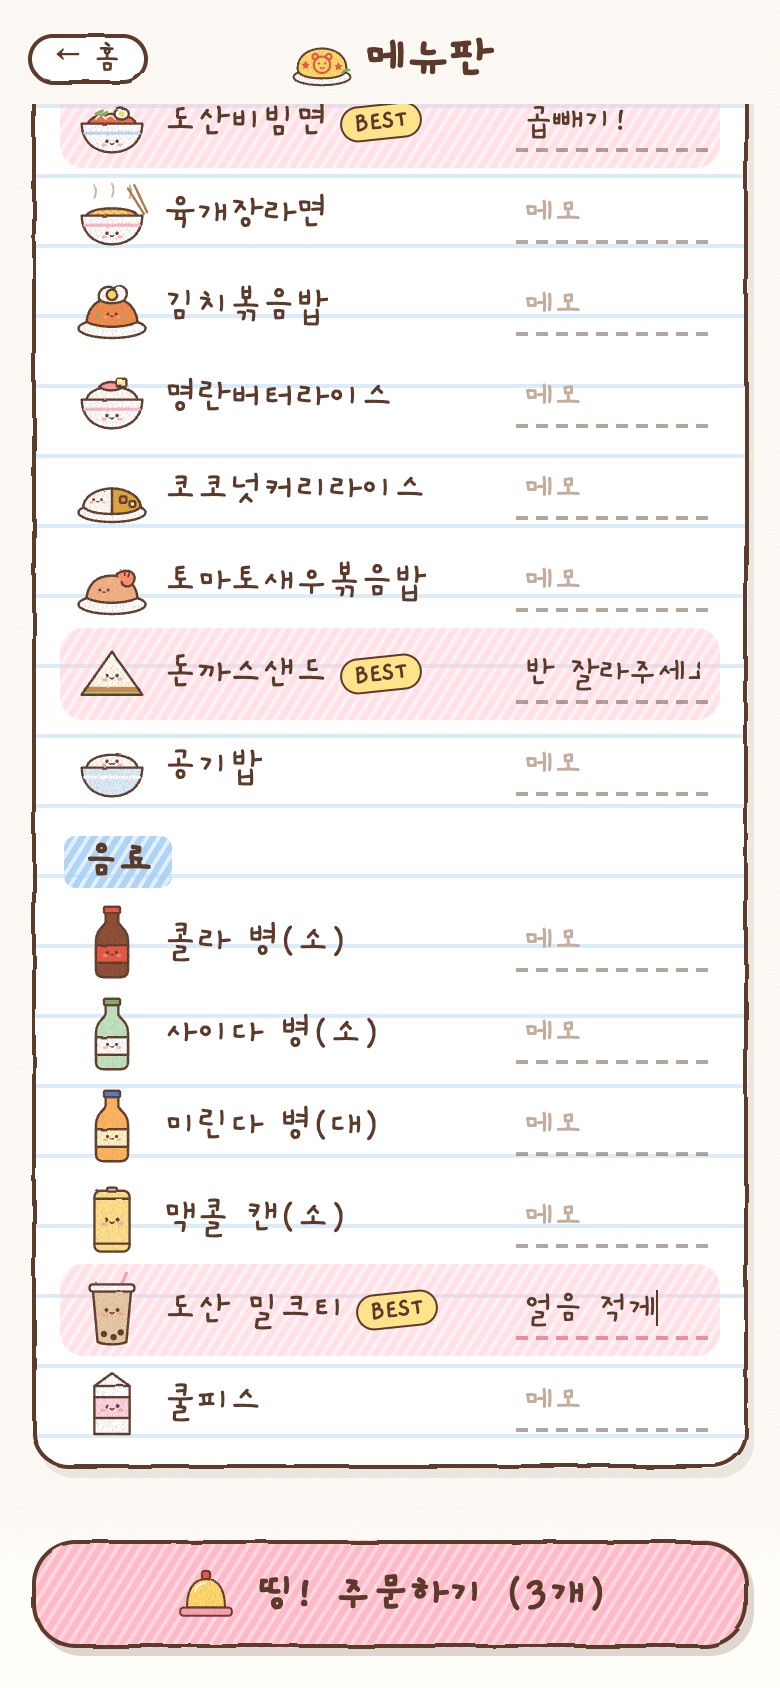 ← 홈
메뉴판
도산비빔면 BEST 곱빼기!
육개장라면 메모
김치볶음밥 메모
명란버터라이스 메모
코코넛커리라이스 메모
토마토새우볶음밥 메모
돈까스샌드 BEST 반 잘라주세
공기밥 메모
음료
콜라 병(소) 메모
사이다 병(소) 메모
미린다 병(대) 메모
맥콜 캔(소) 메모
도산 밀크티 BEST 얼음 적게
쿨피스 메모
띵! 주문하기 (3개)